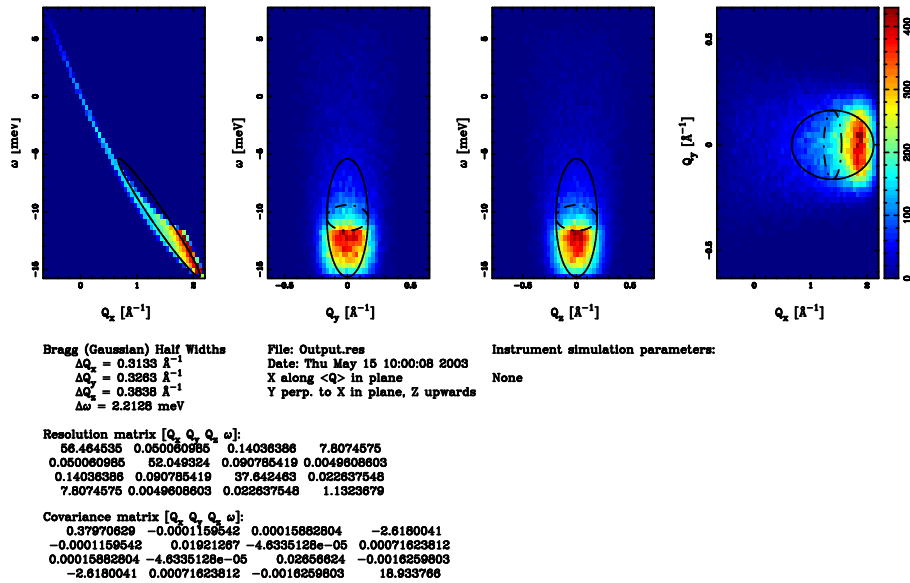 5
0
−5
−10
−15
ω [meV]
0
1
2
Q_x [Å⁻¹]
5
0
−5
−10
−15
ω [meV]
−0.5
0
0.5
Q_y [Å⁻¹]
5
0
−5
−10
−15
ω [meV]
−0.5
0
0.5
Q_z [Å⁻¹]
0.5
0
−0.5
Q_y [Å⁻¹]
0
1
2
Q_x [Å⁻¹]
400
300
200
100
0
Bragg (Gaussian) Half Widths
ΔQ_x = 0.3133 Å⁻¹
ΔQ_y = 0.3263 Å⁻¹
ΔQ_z = 0.3838 Å⁻¹
Δω = 2.2128 meV
File: Output.res
Date: Thu May 15 10:00:08 2003
X along <Q> in plane
Y perp. to X in plane, Z upwards
Instrument simulation parameters:
None
Resolution matrix [Q_x Q_y Q_z ω]:
56.464535 0.050060985 0.14036386 7.8074575
0.050060985 52.049324 0.090785419 0.0049608603
0.14036386 0.090785419 37.642463 0.022637548
7.8074575 0.0049608603 0.022637548 1.1323679
Covariance matrix [Q_x Q_y Q_z ω]:
0.37970629 −0.0001159542 0.00015882804 −2.6180041
−0.0001159542 0.01921267 −4.6335128e−05 0.00071623812
0.00015882804 −4.6335128e−05 0.02656624 −0.0016259803
−2.6180041 0.00071623812 −0.0016259803 18.933766